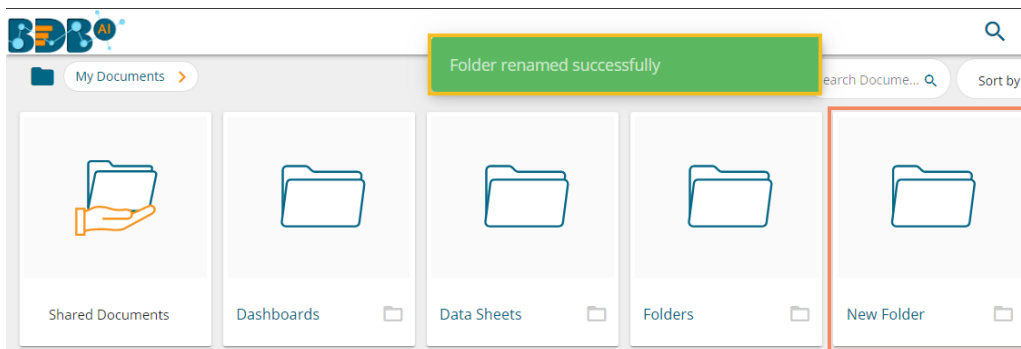 BDB AI
Folder renamed successfully
My Documents >
earch Docume...
Sort by
Shared Documents
Dashboards
Data Sheets
Folders
New Folder